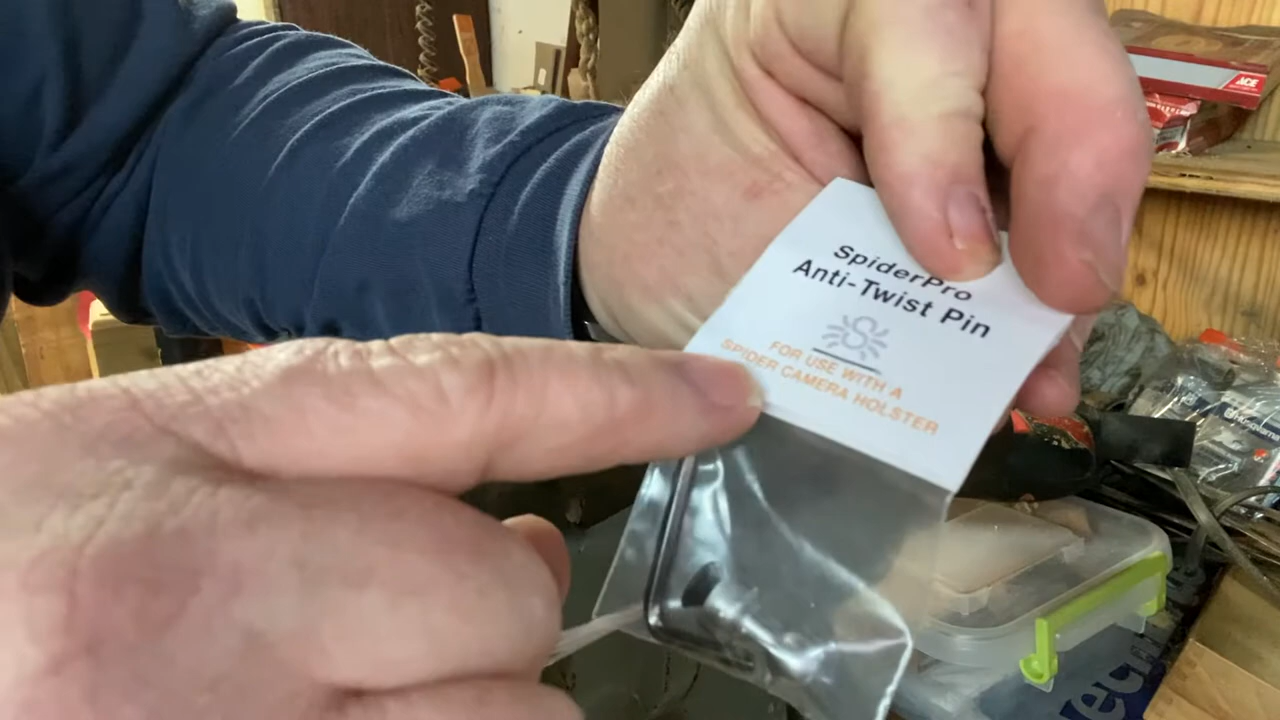 SpiderPro
Anti-Twist Pin
FOR USE WITH A
SPIDER CAMERA HOLSTER
ACE